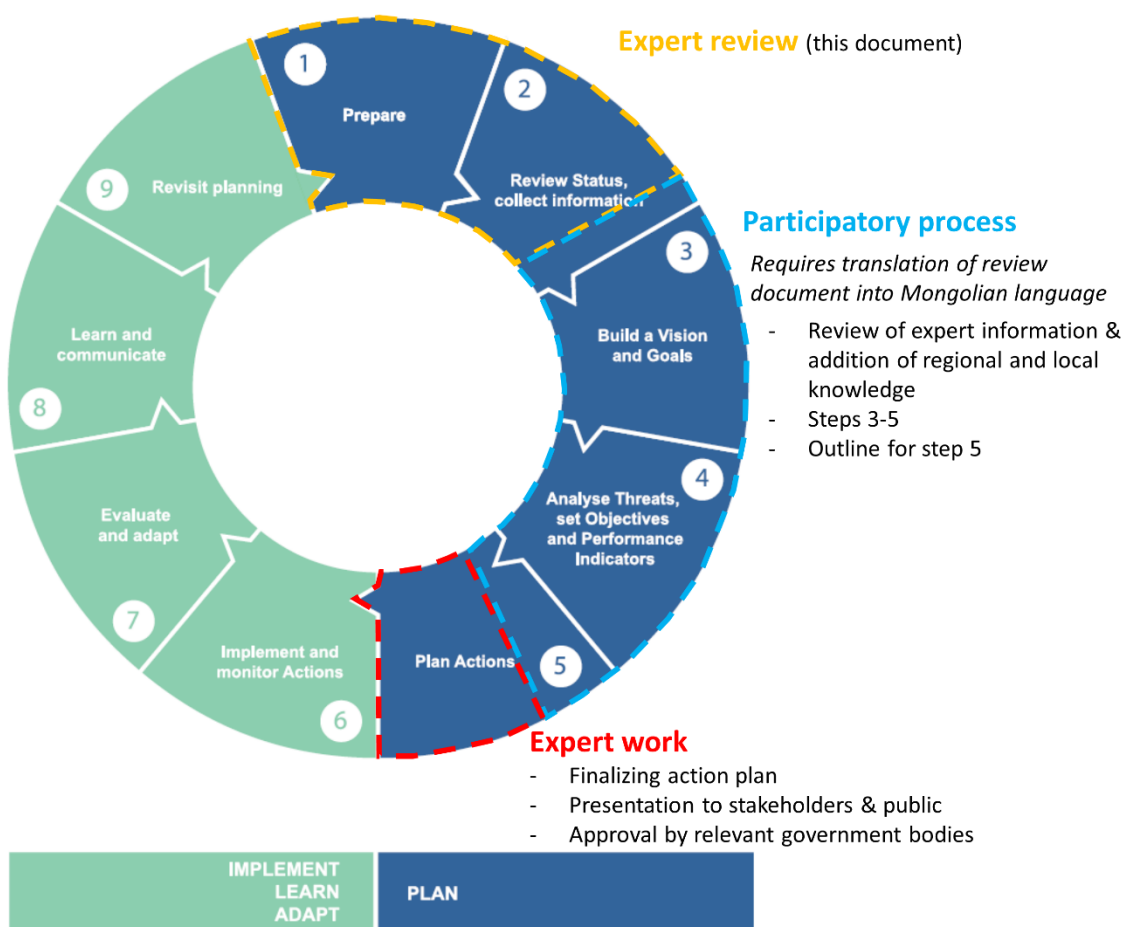 Expert review (this document)
1
Prepare
2
Review Status,
collect information
Participatory process
Requires translation of review
document into Mongolian language
- Review of expert information &
addition of regional and local
knowledge
- Steps 3-5
- Outline for step 5
3
Build a Vision
and Goals
4
Analyse Threats,
set Objectives
and Performance
Indicators
5
Plan Actions
Expert work
- Finalizing action plan
- Presentation to stakeholders & public
- Approval by relevant government bodies
6
Implement and
monitor Actions
7
Evaluate
and adapt
8
Learn and
communicate
9
Revisit planning
IMPLEMENT
LEARN
ADAPT
PLAN